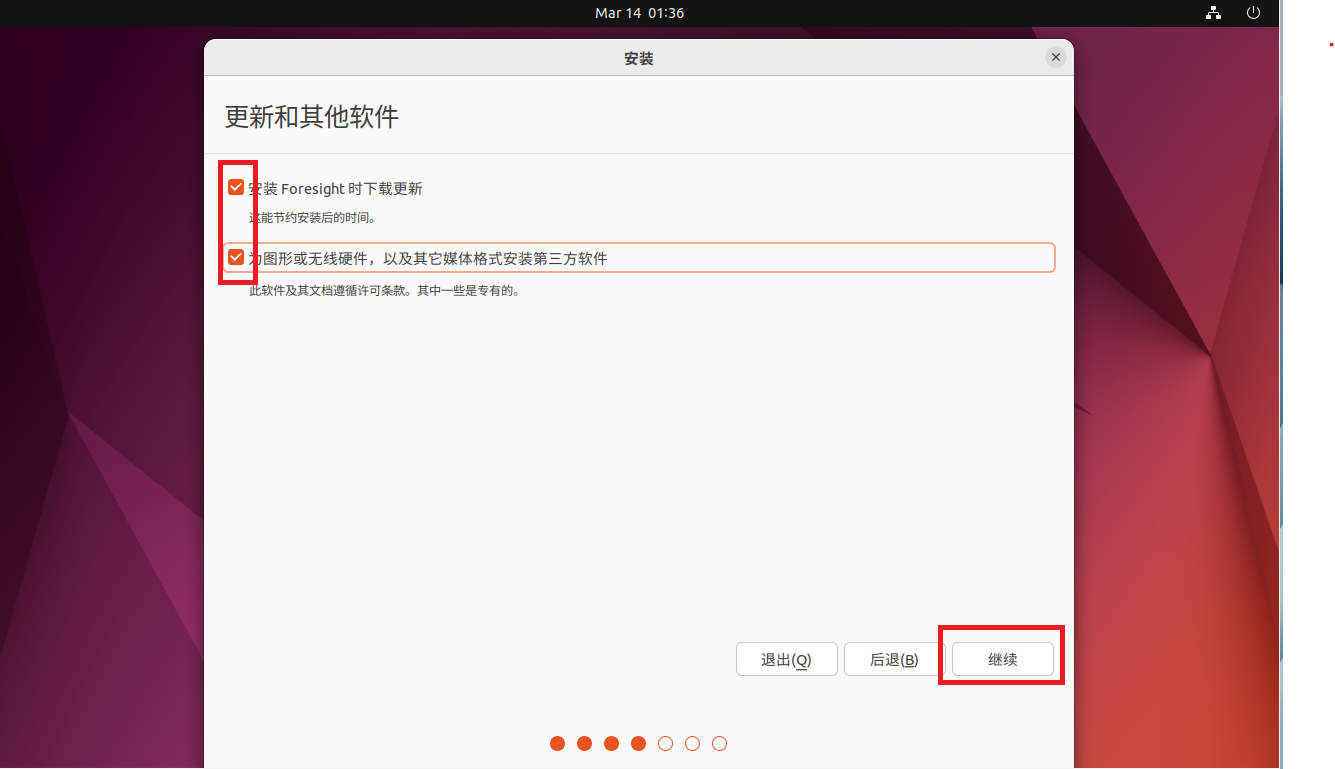 Mar 14 01:36
安装
更新和其他软件
安装 Foresight 时下载更新
这能节约安装后的时间。
为图形或无线硬件，以及其它媒体格式安装第三方软件
此软件及其文档遵循许可条款。其中一些是专有的。
退出(Q) 后退(B) 继续